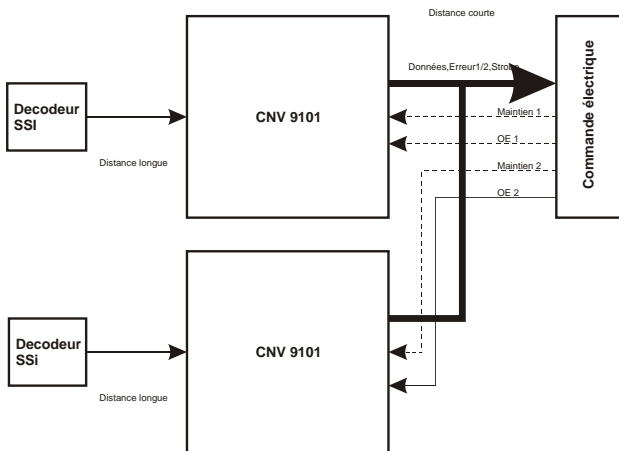 Distance courte
Données,Erreur1/2,Strobe
Decodeur
SSI
CNV 9101
Maintien 1
OE 1
Maintien 2
OE 2
Commande électrique
Distance longue
Decodeur
SSi
CNV 9101
Distance longue